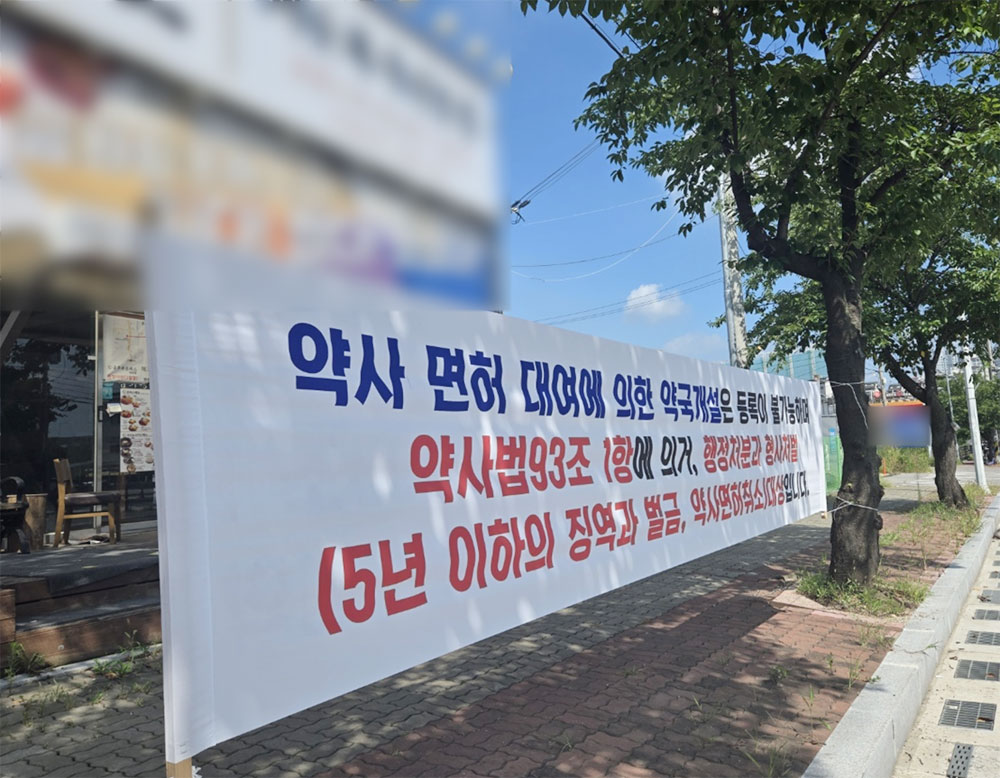 약사 면허 대여에 의한 약국개설은 등록이 불가능하며
약사법93조 1항에 의거, 행정처분과 형사처벌
(5년 이하의 징역과 벌금, 약사면허취소)대상입니다.